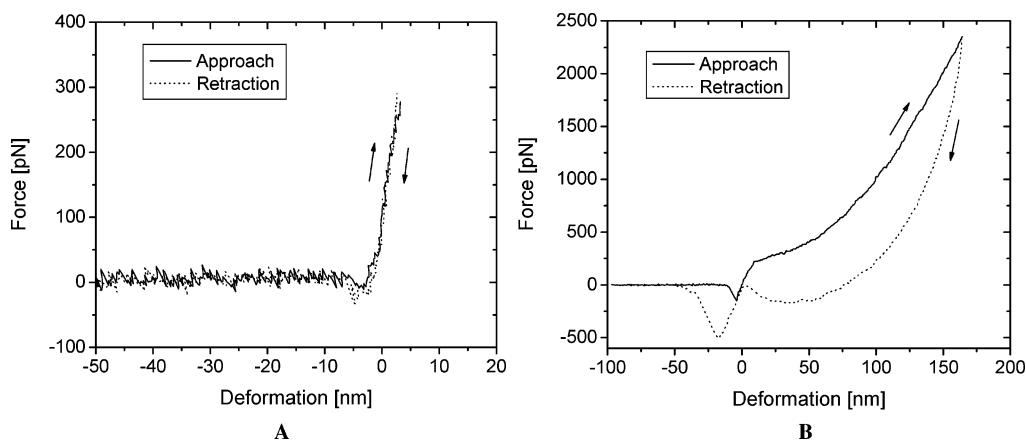 400
300
200
100
0
-100
Force [pN]
Approach
Retraction
-50 -40 -30 -20 -10 0 10 20
Deformation [nm]
A
2500
2000
1500
1000
500
0
-500
Force [pN]
Approach
Retraction
-100 -50 0 50 100 150 200
Deformation [nm]
B